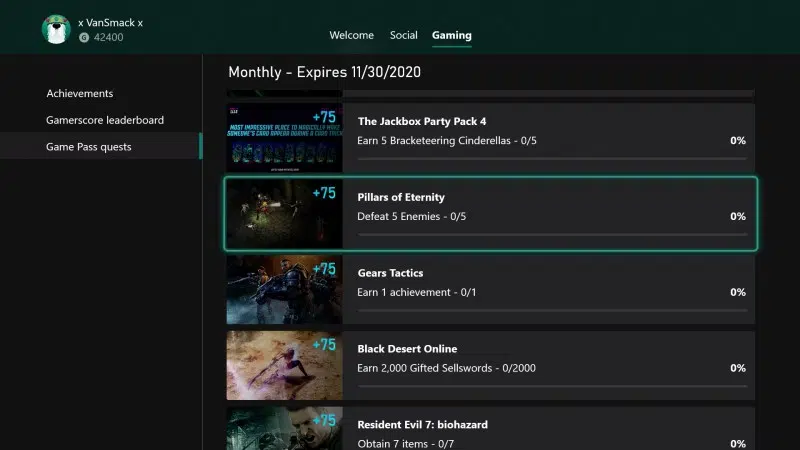 x VanSmack x
G 42400
Welcome Social Gaming
Achievements
Gamerscore leaderboard
Game Pass quests
Monthly - Expires 11/30/2020
+75
MOST IMPRESSIVE PLACE TO MAGICALLY MAKE
SOMEONE'S CARD APPEAR DURING A CARD TRICK
The Jackbox Party Pack 4
Earn 5 Bracketeering Cinderellas - 0/5
0%
+75
Pillars of Eternity
Defeat 5 Enemies - 0/5
0%
+75
Gears Tactics
Earn 1 achievement - 0/1
0%
+75
Black Desert Online
Earn 2,000 Gifted Sellswords - 0/2000
0%
+75
Resident Evil 7: biohazard
Obtain 7 items - 0/7
0%